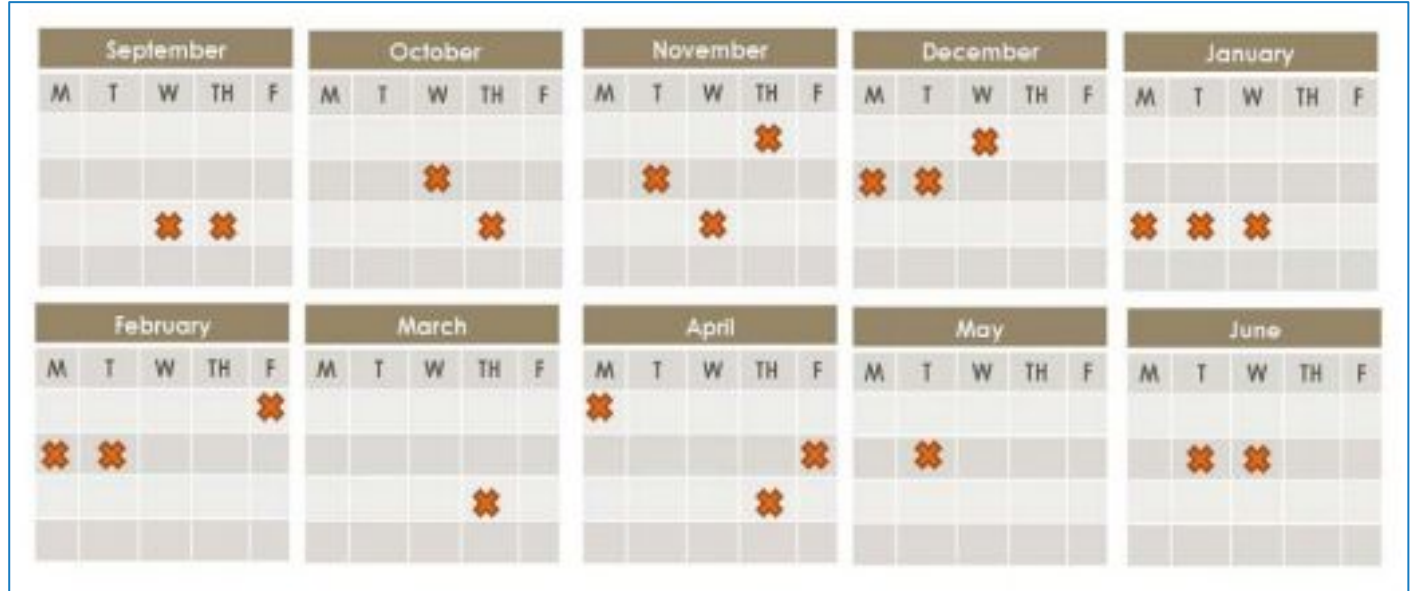 September October November December January
M T W TH F M T W TH F M T W TH F M T W TH F M T W TH F
February March April May June
M T W TH F M T W TH F M T W TH F M T W TH F M T W TH F